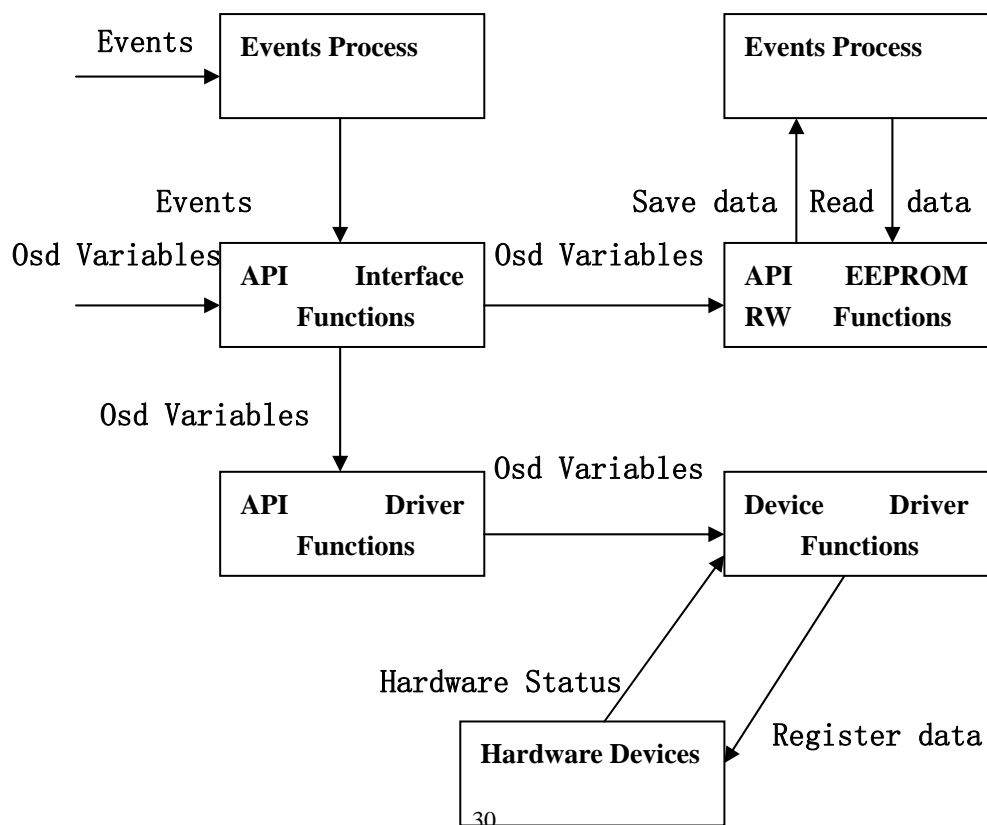 Events
Events Process
Events Process
Events
Save data
Read data
Osd Variables
API Interface
Functions
Osd Variables
API EEPROM
RW Functions
Osd Variables
API Driver
Functions
Osd Variables
Device Driver
Functions
Hardware Status
Register data
Hardware Devices
30